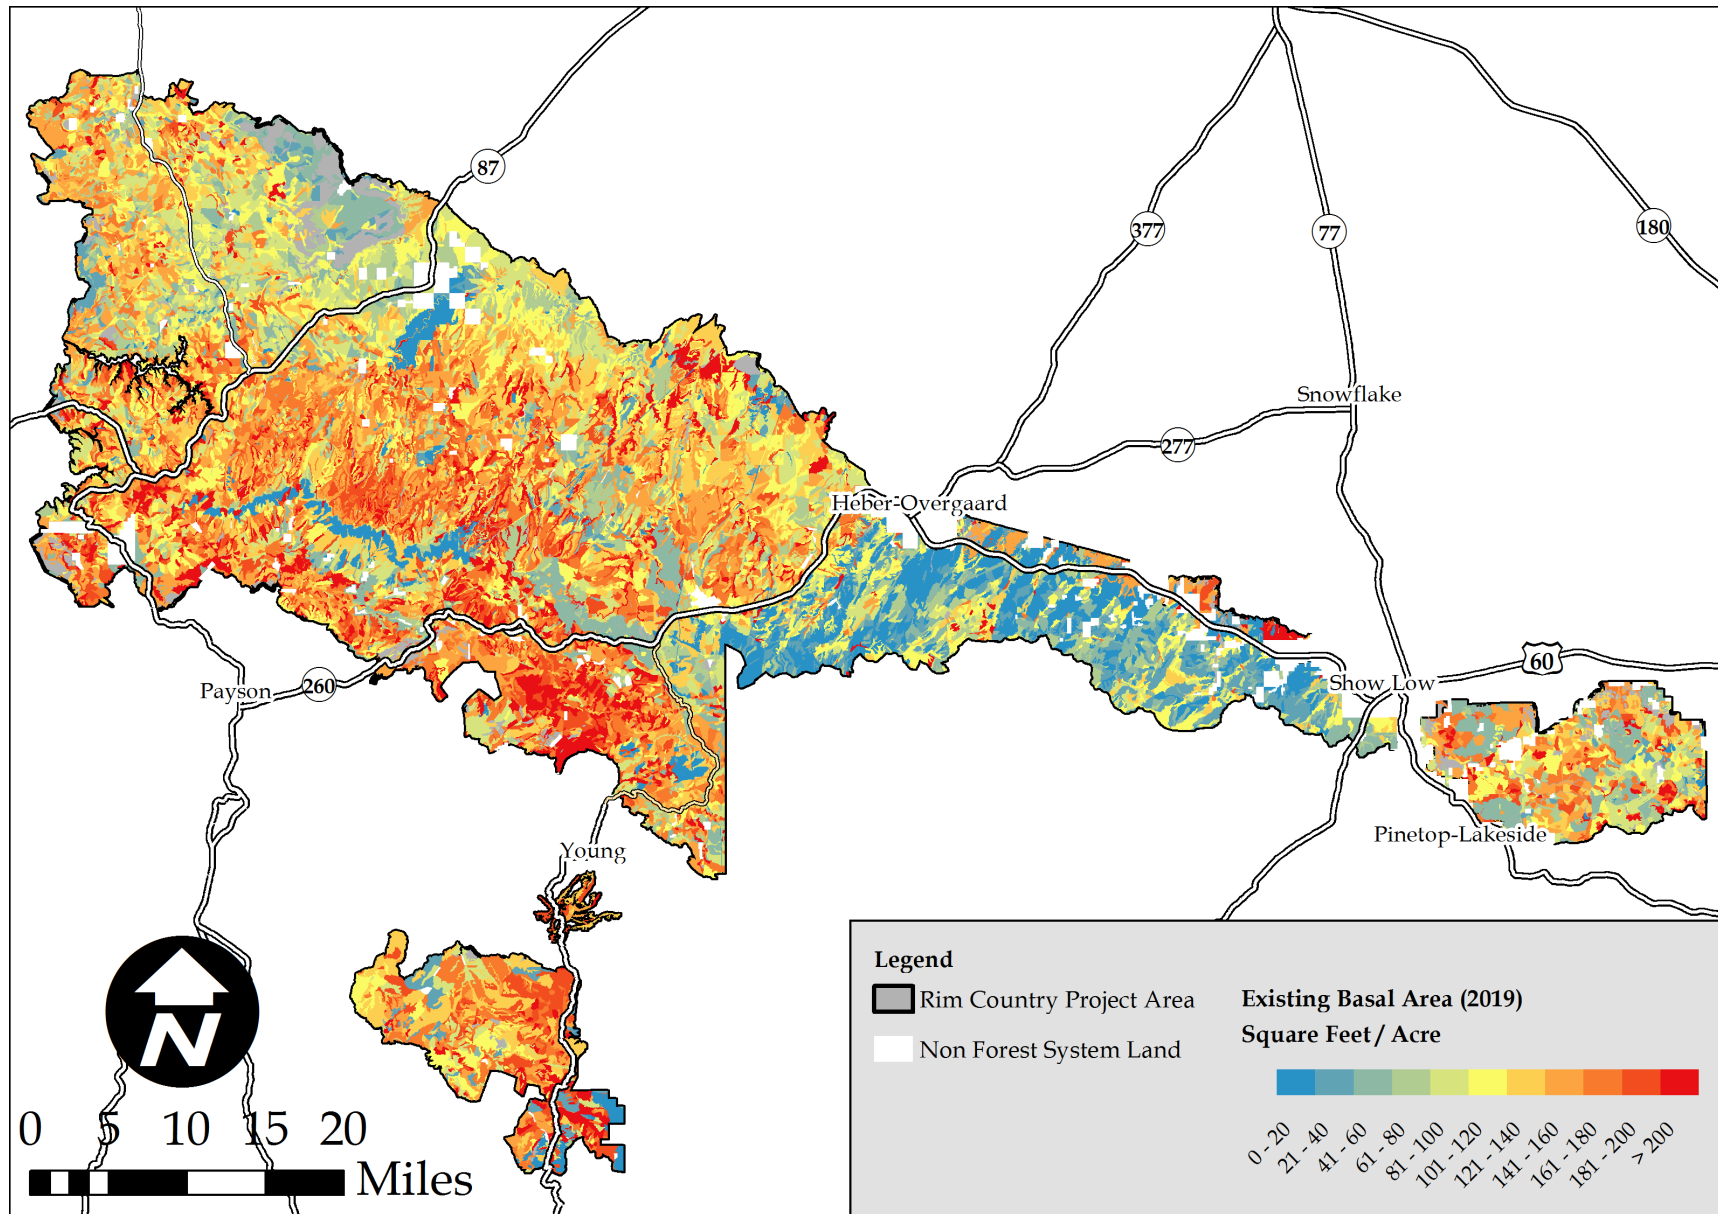 87
377
77
180
Snowflake
277
Heber-Overgaard
60
Show Low
Payson
260
Pinetop-Lakeside
Young
N
0 5 10 15 20
Miles
Legend
Rim Country Project Area
Non Forest System Land
Existing Basal Area (2019)
Square Feet / Acre
0 - 20
21 - 40
41 - 60
61 - 80
81 - 100
101 - 120
121 - 140
141 - 160
161 - 180
181 - 200
> 200